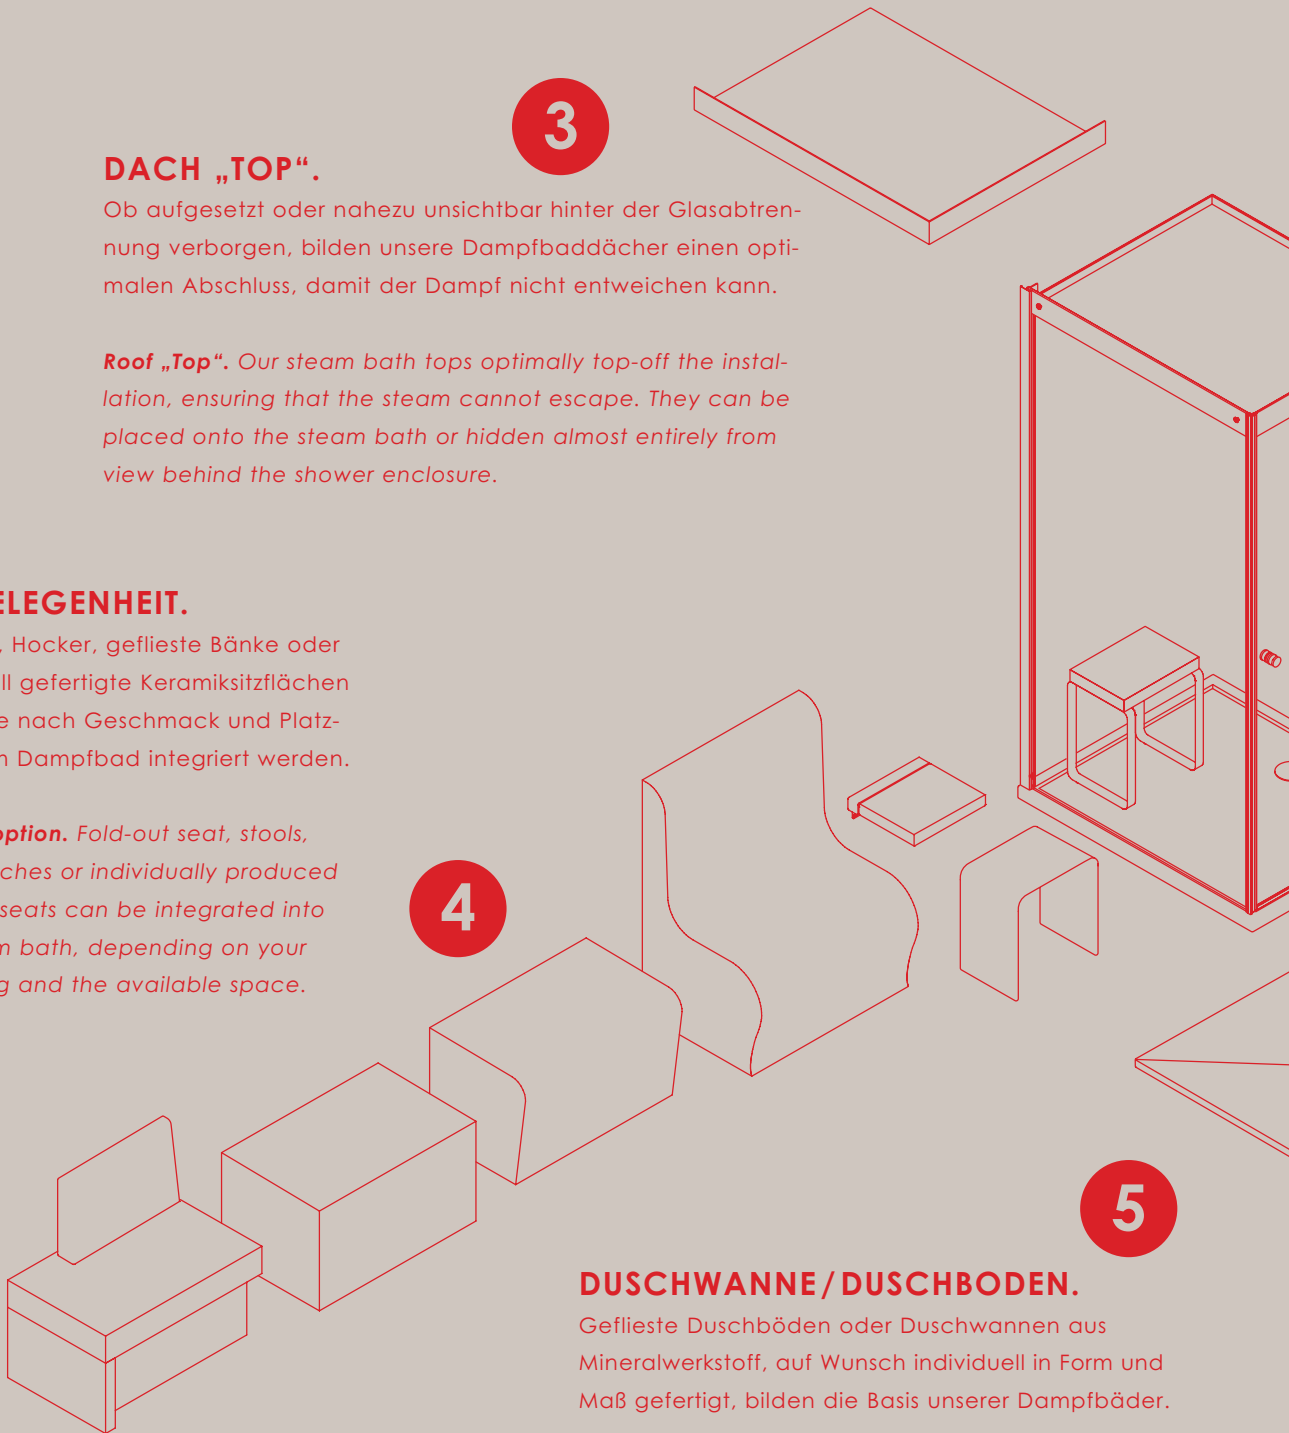 3
DACH „TOP“.
Ob aufgesetzt oder nahezu unsichtbar hinter der Glasabtren-
nung verborgen, bilden unsere Dampfbaddächer einen opti-
malen Abschluss, damit der Dampf nicht entweichen kann.
Roof „Top“. Our steam bath tops optimally top-off the instal-
lation, ensuring that the steam cannot escape. They can be
placed onto the steam bath or hidden almost entirely from
view behind the shower enclosure.
ELEGENHEIT.
, Hocker, geflieste Bänke oder
ll gefertigte Keramiksitzflächen
e nach Geschmack und Platz-
Dampfbad integriert werden.
option. Fold-out seat, stools,
ches or individually produced
seats can be integrated into
m bath, depending on your
g and the available space.
4
5
DUSCHWANNE/DUSCHBODEN.
Geflieste Duschböden oder Duschwannen aus
Mineralwerkstoff, auf Wunsch individuell in Form und
Maß gefertigt, bilden die Basis unserer Dampfbäder.